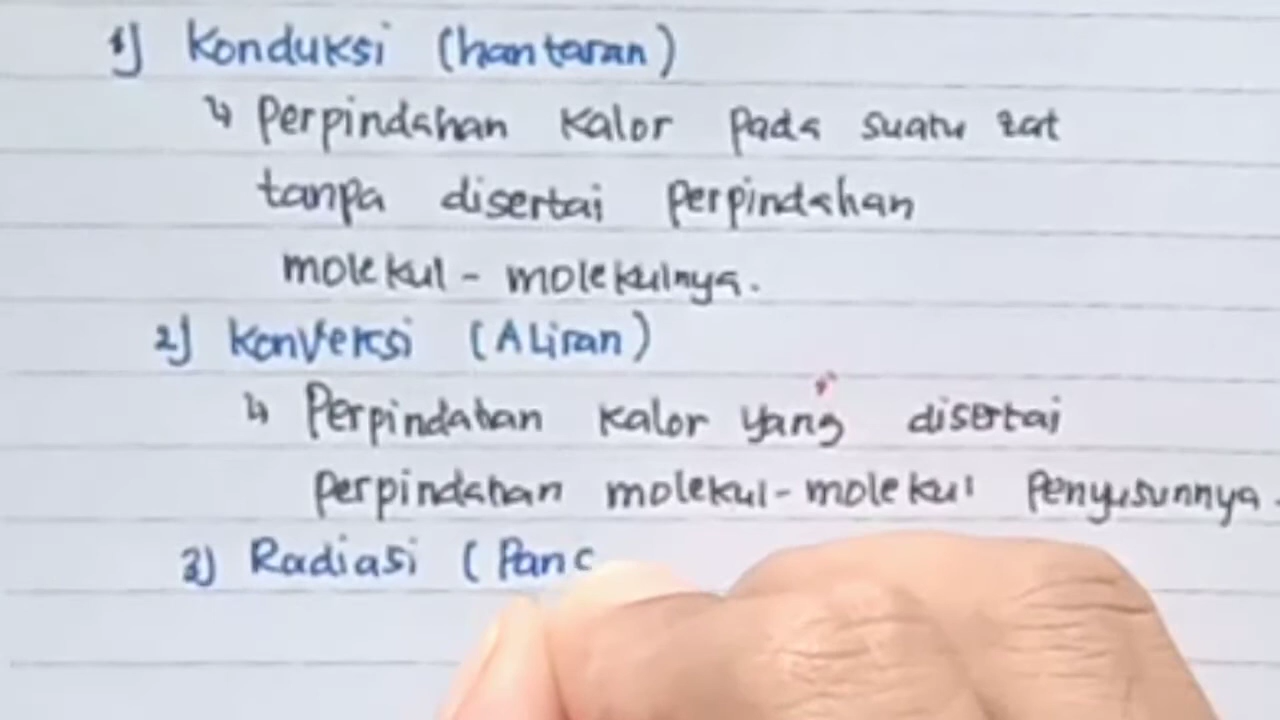 1) Konduksi (hantaran)
↳ Perpindahan Kalor pada suatu zat
tanpa disertai perpindahan
molekul - molekulnya.
2) Konversi (Aliran)
↳ Perpindahan kalor yang disertai
perpindahan molekul-molekul Penyusunnya.
3) Radiasi (Panc